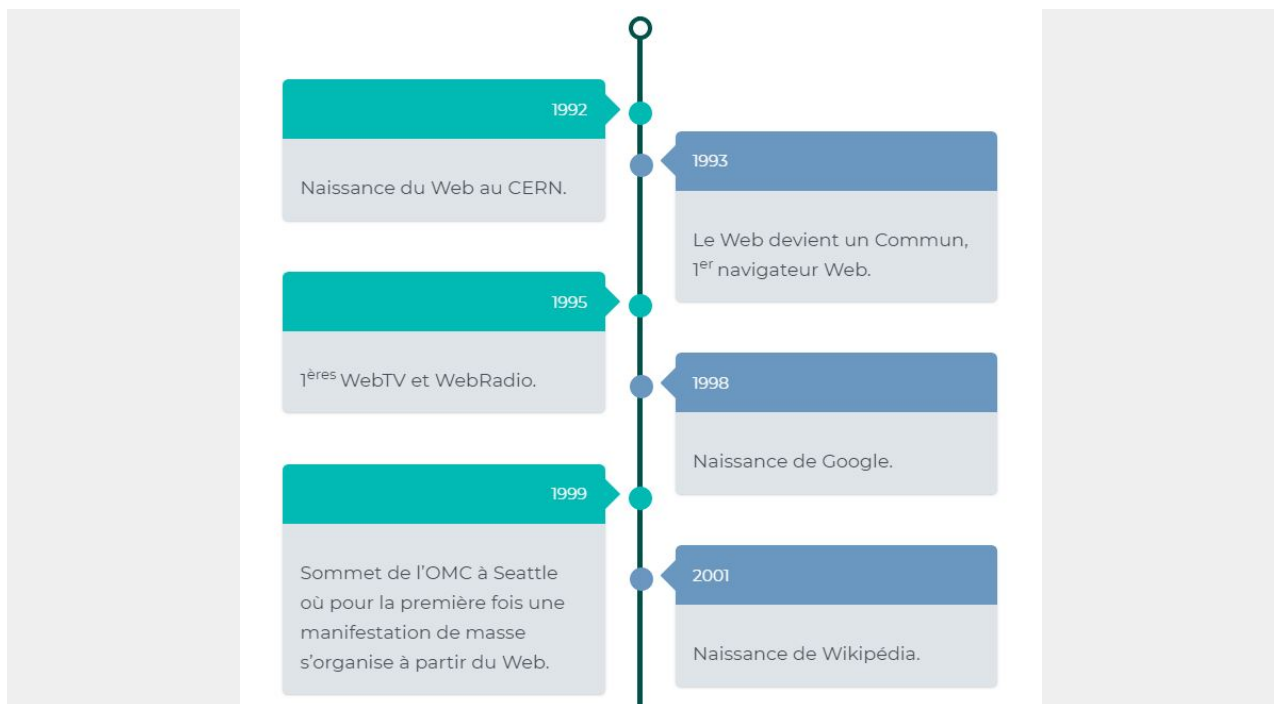 1992
Naissance du Web au CERN.
1993
Le Web devient un Commun,
1er navigateur Web.
1995
1ères WebTV et WebRadio.
1998
Naissance de Google.
1999
Sommet de l’OMC à Seattle
où pour la première fois une
manifestation de masse
s’organise à partir du Web.
2001
Naissance de Wikipédia.